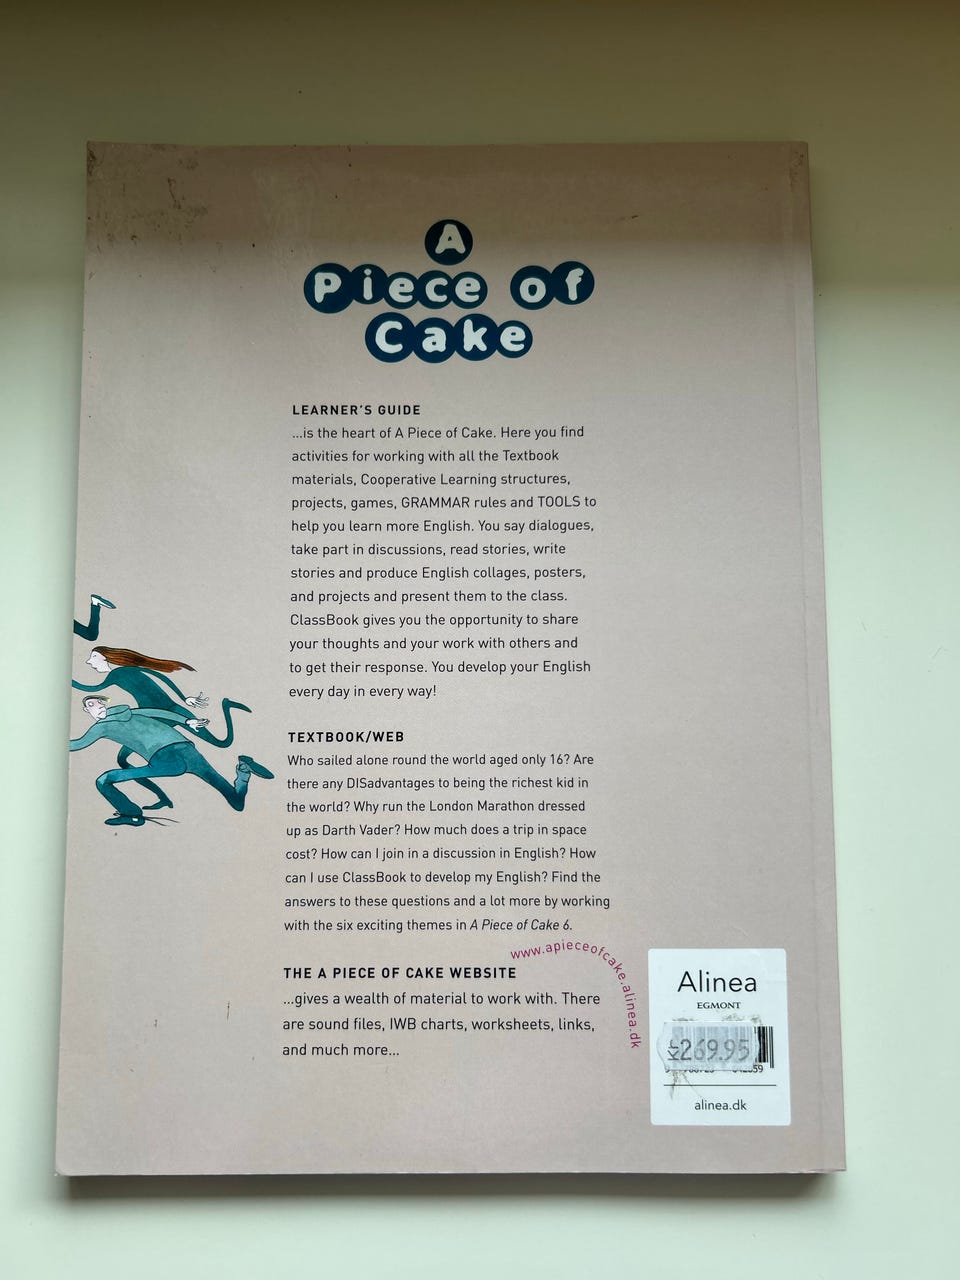 A
Piece of
Cake
LEARNER'S GUIDE
...is the heart of A Piece of Cake. Here you find
activities for working with all the Textbook
materials, Cooperative Learning structures,
projects, games, GRAMMAR rules and TOOLS to
help you learn more English. You say dialogues,
take part in discussions, read stories, write
stories and produce English collages, posters,
and projects and present them to the class.
ClassBook gives you the opportunity to share
your thoughts and your work with others and
to get their response. You develop your English
every day in every way!
TEXTBOOK/WEB
Who sailed alone round the world aged only 16? Are
there any DISadvantages to being the richest kid in
the world? Why run the London Marathon dressed
up as Darth Vader? How much does a trip in space
cost? How can I join in a discussion in English? How
can I use ClassBook to develop my English? Find the
answers to these questions and a lot more by working
with the six exciting themes in A Piece of Cake 6.
www.apieceofcake.alinea.dk
THE A PIECE OF CAKE WEBSITE
...gives a wealth of material to work with. There
are sound files, IWB charts, worksheets, links,
and much more...
Alinea
EGMONT
Kr 269.95
alinea.dk